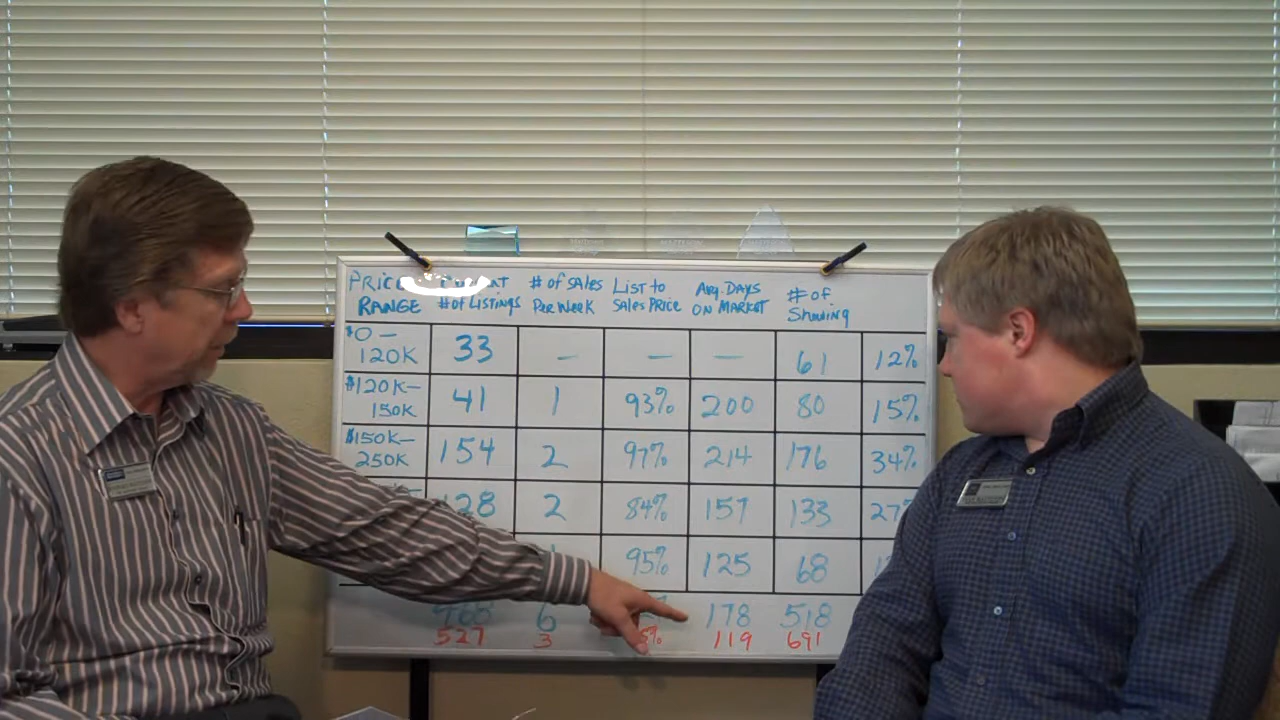 PRICE
RANGE
# OF LISTINGS
# OF SALES
PER WEEK
LIST TO
SALES PRICE
Avg. DAYS
ON MARKET
# OF
Showing
$0 –
120K
33
–
–
–
61
12%
$120K–
150K
41
1
93%
200
80
15%
$150K–
250K
154
2
97%
214
176
34%
128
2
84%
157
133
27%
95%
125
68
468
6
178
518
527
3
119
691